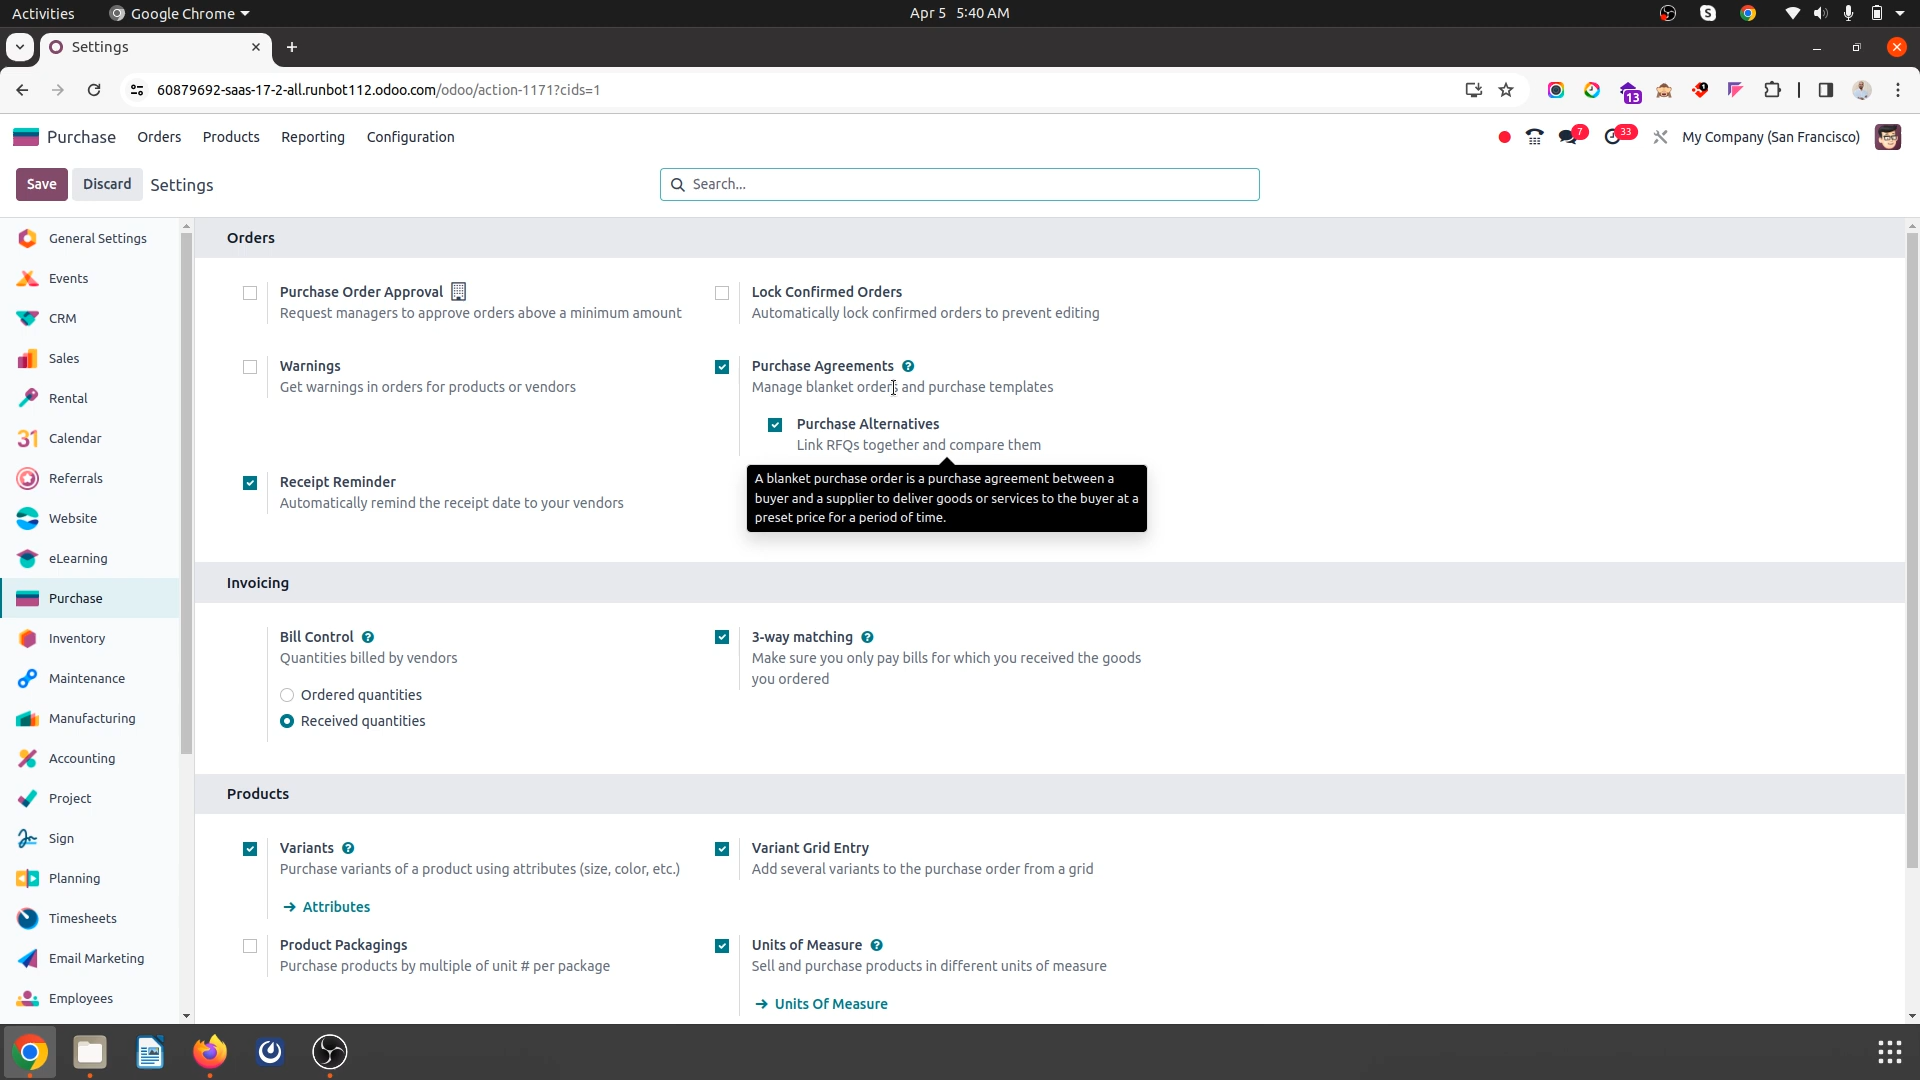 Activities
Google Chrome
Apr 5 5:40 AM
Settings
60879692-saas-17-2-all.runbot112.odoo.com/odoo/action-1171?cids=1
13
Purchase
Orders
Products
Reporting
Configuration
7
33
My Company (San Francisco)
Save
Discard
Settings
Search...
General Settings
Events
CRM
Sales
Rental
31
Calendar
Referrals
Website
eLearning
Purchase
Inventory
Maintenance
Manufacturing
Accounting
Project
Sign
Planning
Timesheets
Email Marketing
Employees
Orders
Purchase Order Approval
Request managers to approve orders above a minimum amount
Lock Confirmed Orders
Automatically lock confirmed orders to prevent editing
Warnings
Get warnings in orders for products or vendors
Purchase Agreements ?
Manage blanket orders and purchase templates
Purchase Alternatives
Link RFQs together and compare them
Receipt Reminder
Automatically remind the receipt date to your vendors
A blanket purchase order is a purchase agreement between a
buyer and a supplier to deliver goods or services to the buyer at a
preset price for a period of time.
Invoicing
Bill Control ?
Quantities billed by vendors
Ordered quantities
Received quantities
3-way matching ?
Make sure you only pay bills for which you received the goods
you ordered
Products
Variants ?
Purchase variants of a product using attributes (size, color, etc.)
Attributes
Variant Grid Entry
Add several variants to the purchase order from a grid
Product Packagings
Purchase products by multiple of unit # per package
Units of Measure ?
Sell and purchase products in different units of measure
Units Of Measure